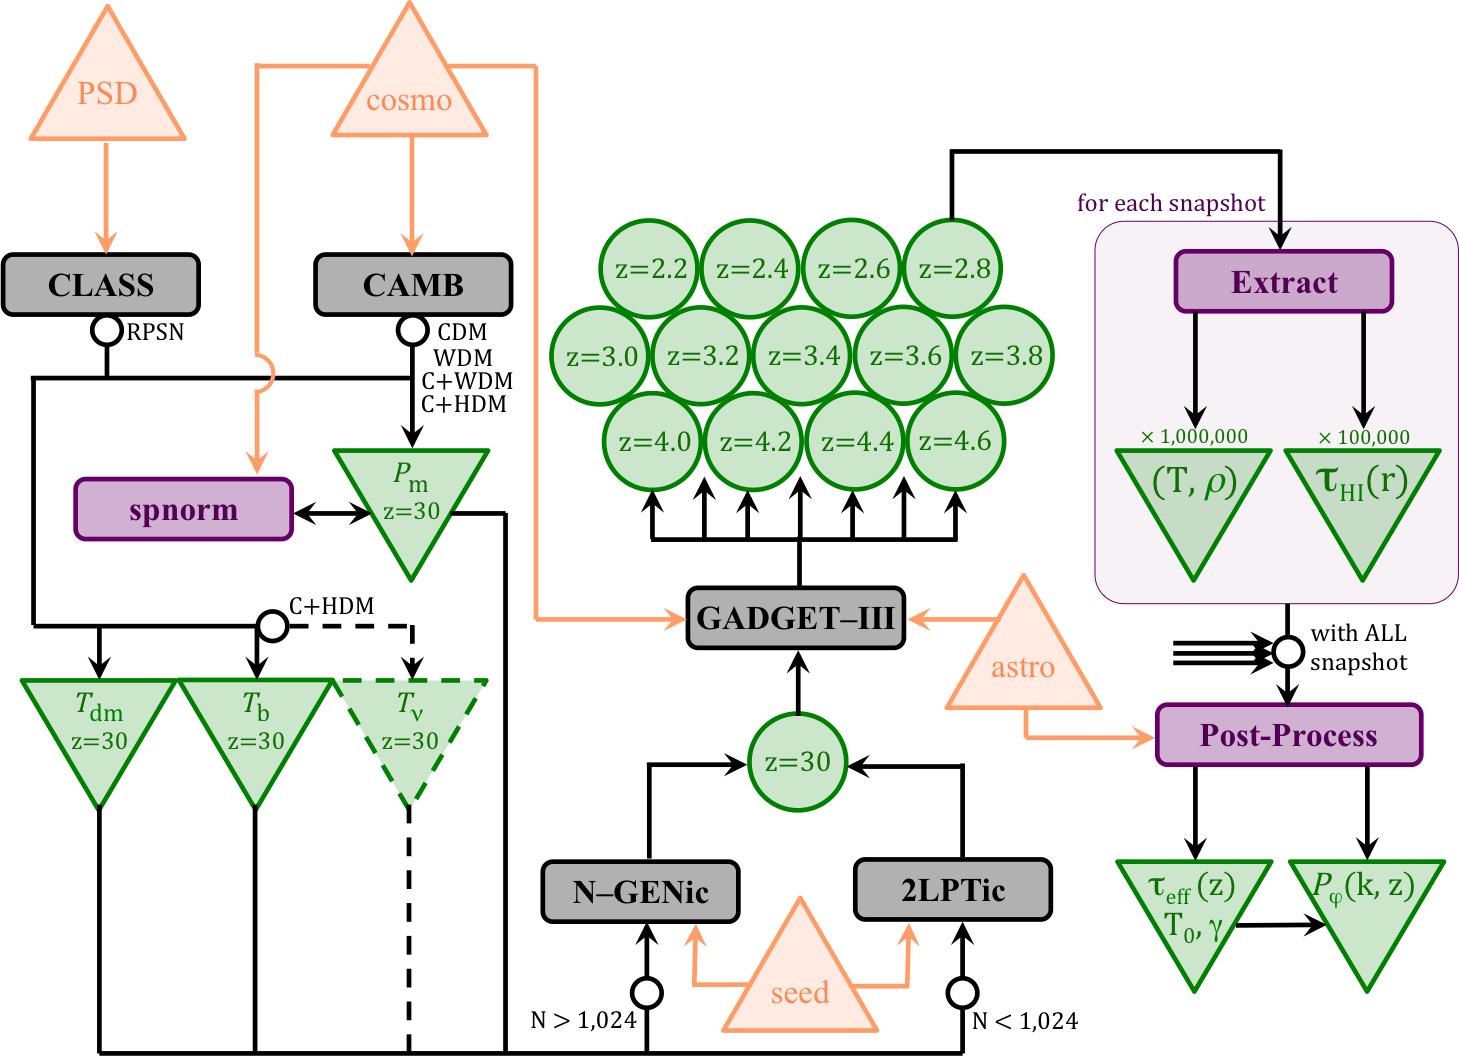 PSD
cosmo
for each snapshot
CLASS
CAMB
Extract
z=2.2 z=2.4 z=2.6 z=2.8
RPSN
CDM
WDM
C+WDM
C+HDM
z=3.0 z=3.2 z=3.4 z=3.6 z=3.8
z=4.0 z=4.2 z=4.4 z=4.6
× 1,000,000
× 100,000
(T, ρ)
τHI(r)
Pm
z=30
spnorm
C+HDM
GADGET–III
astro
with ALL
snapshot
Tdm
z=30
Tb
z=30
Tν
z=30
z=30
Post-Process
N–GENic
2LPTic
τeff (z)
T0, γ
Pφ(k, z)
seed
N > 1,024
N < 1,024